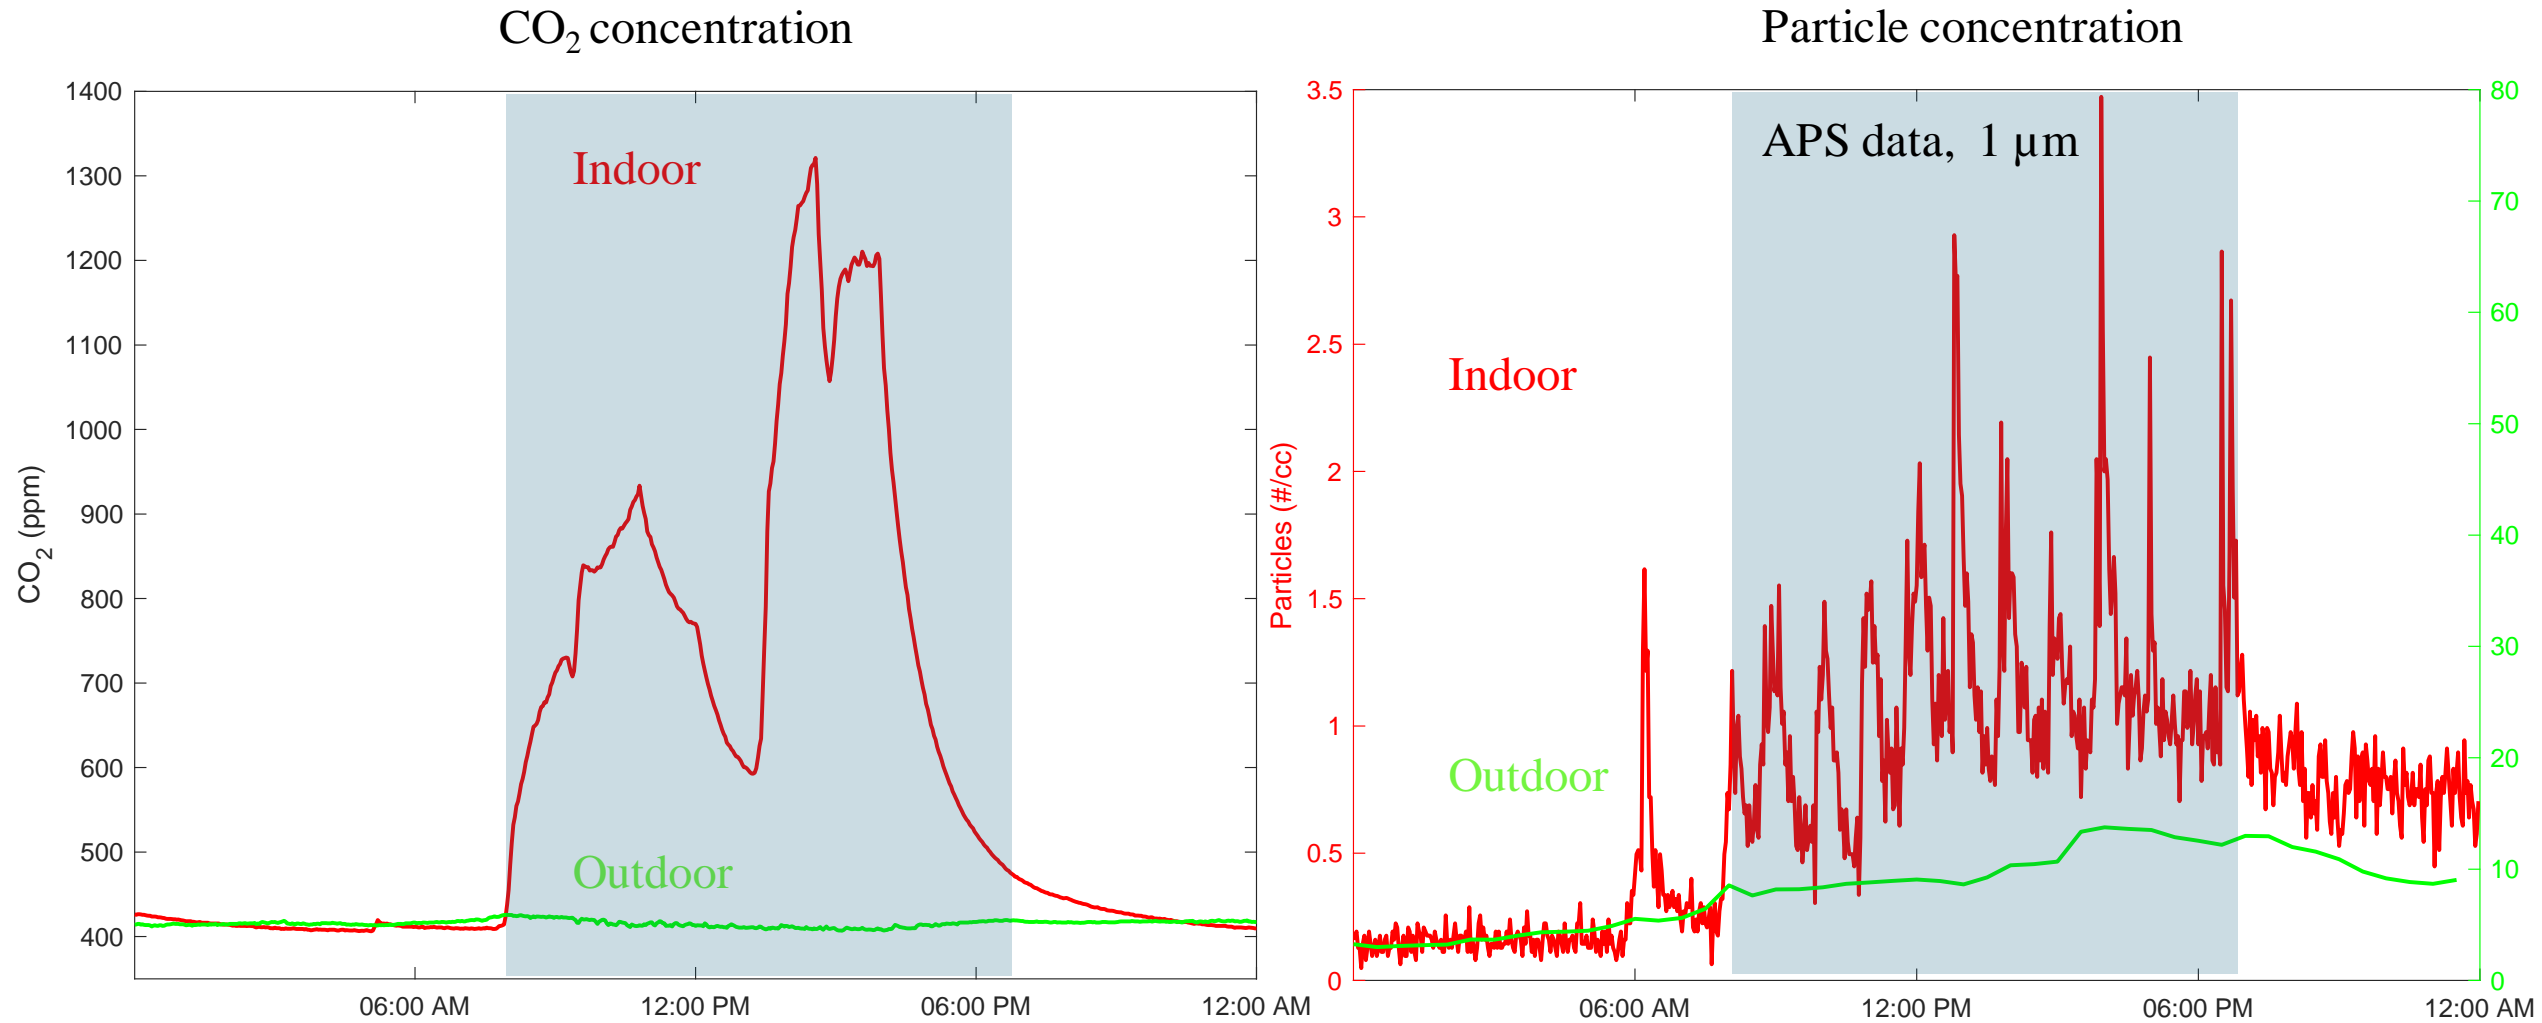 CO2 concentration
1400
1300
1200
1100
1000
900
800
700
600
500
400
CO2 (ppm)
Indoor
Outdoor
06:00 AM
12:00 PM
06:00 PM
12:00 AM
Particle concentration
3.5
3
2.5
2
1.5
1
0.5
0
Particles (#/cc)
APS data, 1 µm
Indoor
Outdoor
80
70
60
50
40
30
20
10
0
06:00 AM
12:00 PM
06:00 PM
12:00 AM